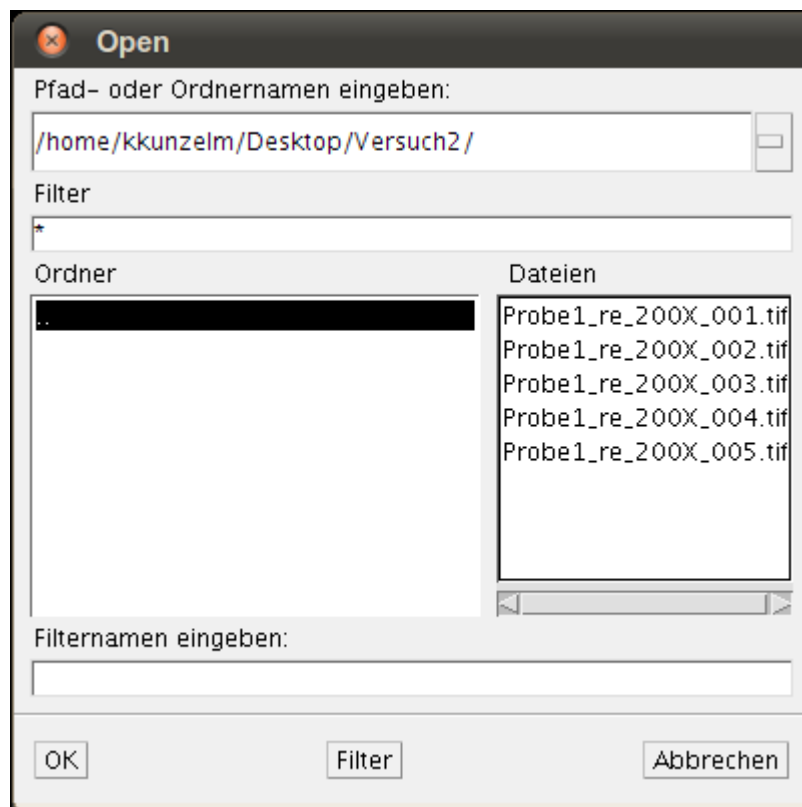 Open
Pfad- oder Ordnernamen eingeben:
/home/kkunzelm/Desktop/Versuch2/
Filter
*
Ordner
..
Dateien
Probe1_re_200X_001.tif
Probe1_re_200X_002.tif
Probe1_re_200X_003.tif
Probe1_re_200X_004.tif
Probe1_re_200X_005.tif
Filternamen eingeben:
OK Filter Abbrechen